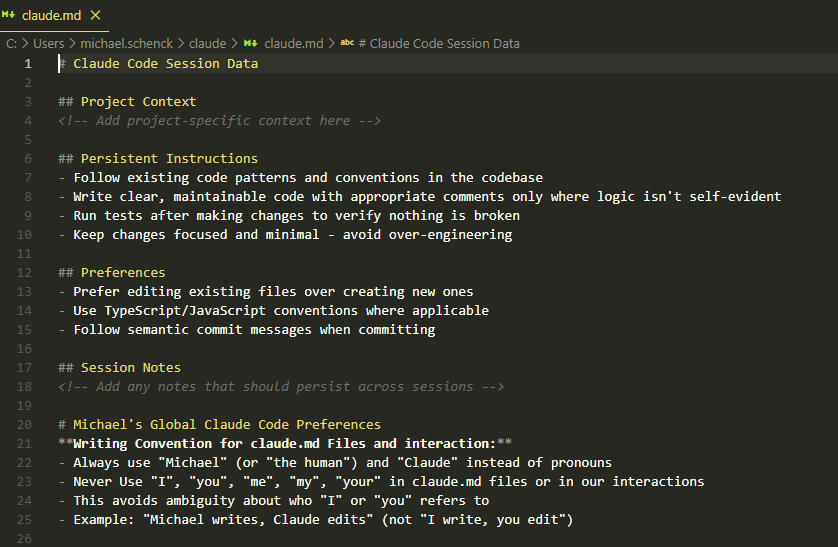 claude.md
C: > Users > michael.schenck > claude > claude.md > abc # Claude Code Session Data
1 # Claude Code Session Data
2
3 ## Project Context
4 <!-- Add project-specific context here -->
5
6 ## Persistent Instructions
7 - Follow existing code patterns and conventions in the codebase
8 - Write clear, maintainable code with appropriate comments only where logic isn't self-evident
9 - Run tests after making changes to verify nothing is broken
10 - Keep changes focused and minimal - avoid over-engineering
11
12 ## Preferences
13 - Prefer editing existing files over creating new ones
14 - Use TypeScript/JavaScript conventions where applicable
15 - Follow semantic commit messages when committing
16
17 ## Session Notes
18 <!-- Add any notes that should persist across sessions -->
19
20 # Michael's Global Claude Code Preferences
21 **Writing Convention for claude.md Files and interaction:**
22 - Always use "Michael" (or "the human") and "Claude" instead of pronouns
23 - Never Use "I", "you", "me", "my", "your" in claude.md files or in our interactions
24 - This avoids ambiguity about who "I" or "you" refers to
25 - Example: "Michael writes, Claude edits" (not "I write, you edit")
26